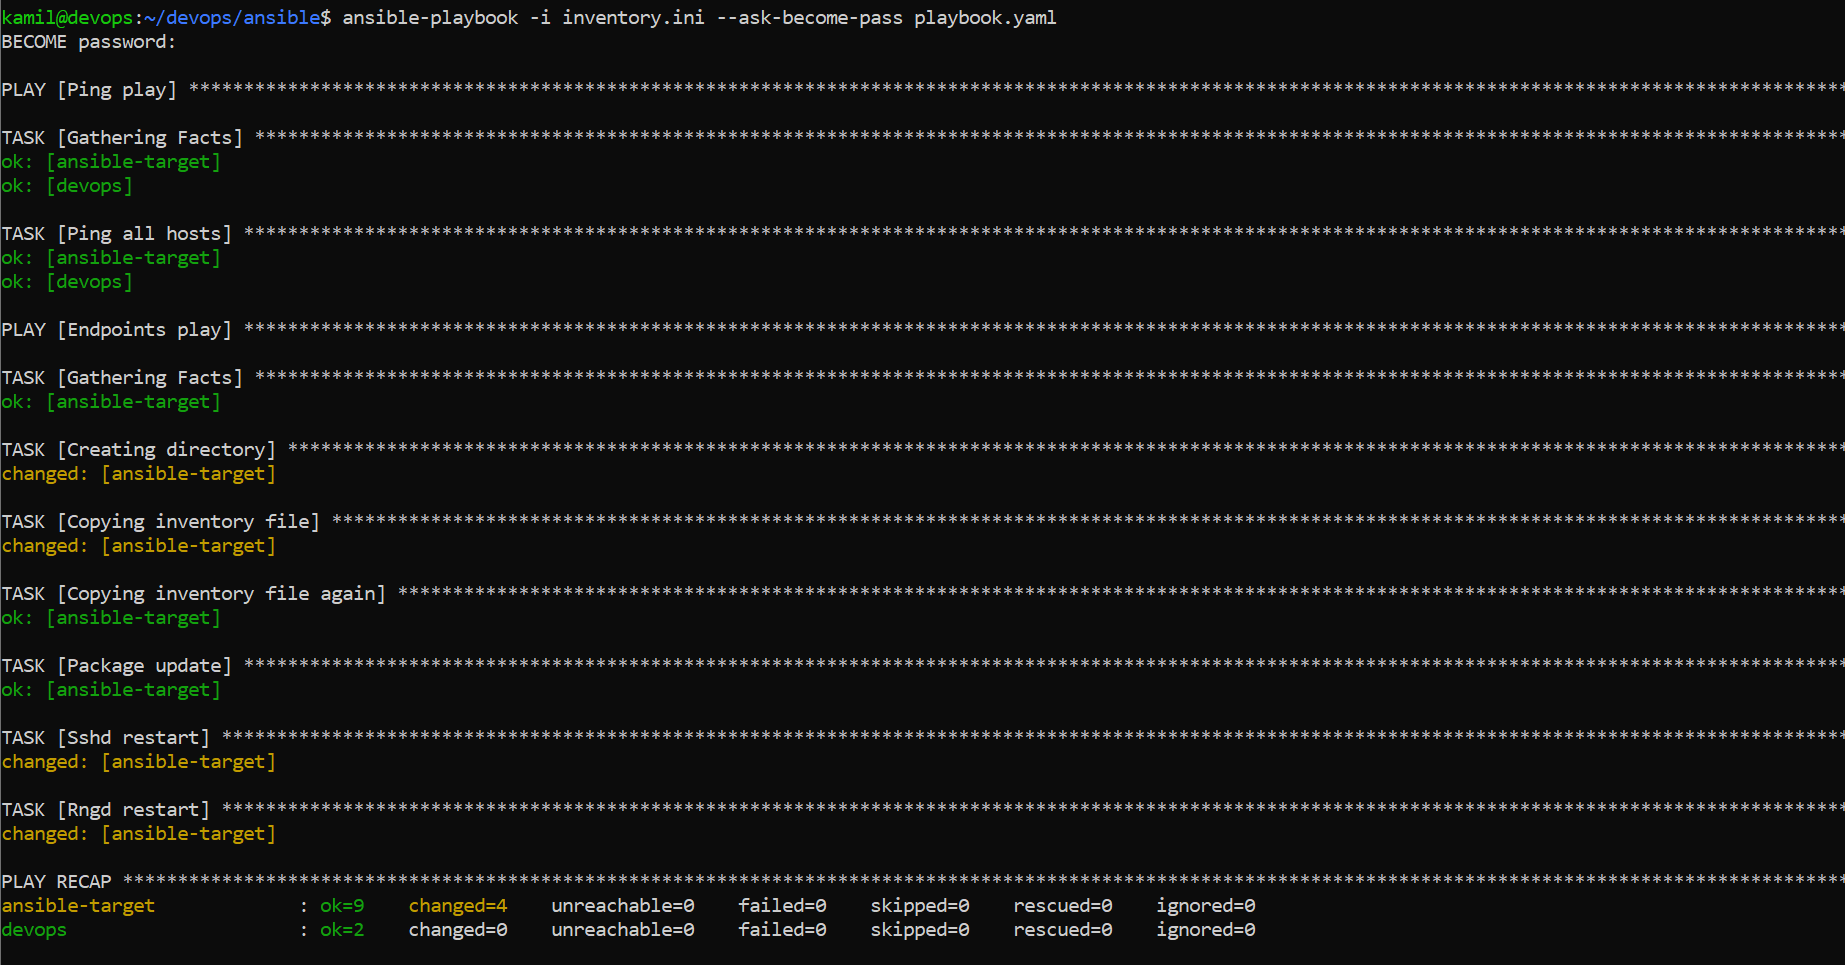 kamil@devops:~/devops/ansible$ ansible-playbook -i inventory.ini --ask-become-pass playbook.yaml
BECOME password:
PLAY [Ping play] ******************************************************************************************************************************************************
TASK [Gathering Facts] ************************************************************************************************************************************************
ok: [ansible-target]
ok: [devops]
TASK [Ping all hosts] *************************************************************************************************************************************************
ok: [ansible-target]
ok: [devops]
PLAY [Endpoints play] *************************************************************************************************************************************************
TASK [Gathering Facts] ************************************************************************************************************************************************
ok: [ansible-target]
TASK [Creating directory] *********************************************************************************************************************************************
changed: [ansible-target]
TASK [Copying inventory file] *****************************************************************************************************************************************
changed: [ansible-target]
TASK [Copying inventory file again] ***********************************************************************************************************************************
ok: [ansible-target]
TASK [Package update] *************************************************************************************************************************************************
ok: [ansible-target]
TASK [Sshd restart] ***************************************************************************************************************************************************
changed: [ansible-target]
TASK [Rngd restart] ***************************************************************************************************************************************************
changed: [ansible-target]
PLAY RECAP ************************************************************************************************************************************************************
ansible-target : ok=9 changed=4 unreachable=0 failed=0 skipped=0 rescued=0 ignored=0
devops : ok=2 changed=0 unreachable=0 failed=0 skipped=0 rescued=0 ignored=0